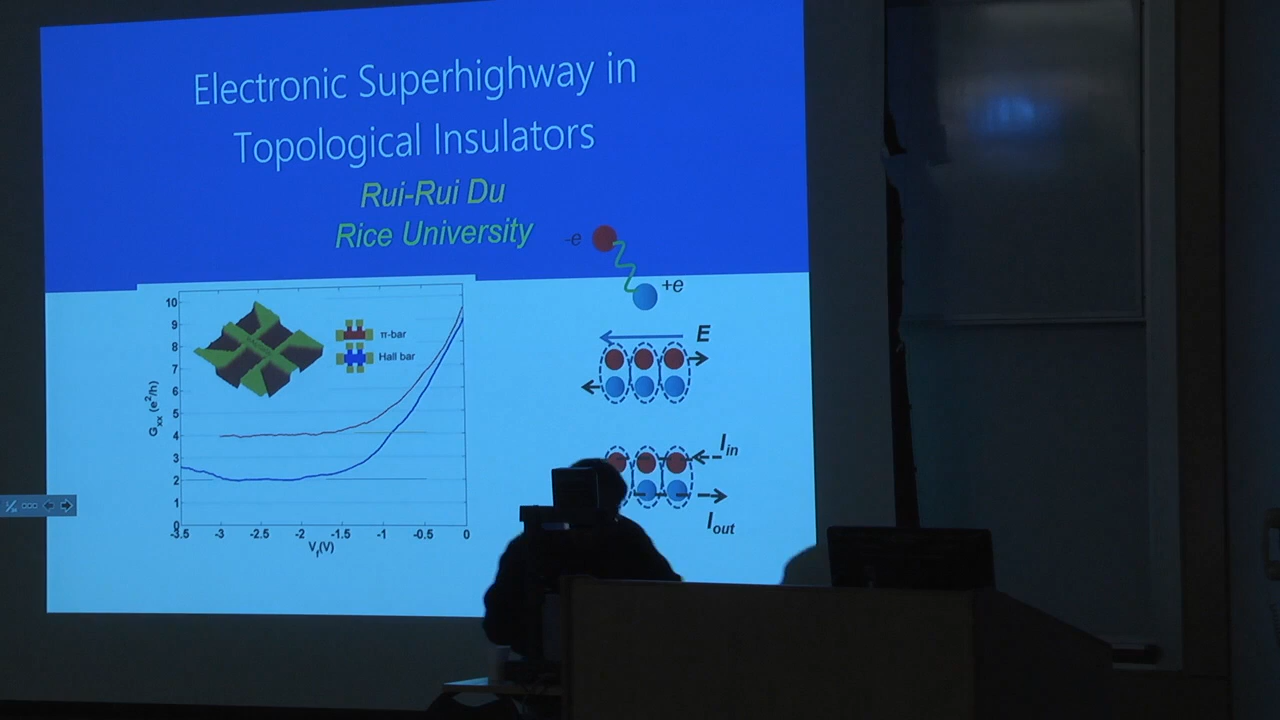 Electronic Superhighway in
Topological Insulators
Rui-Rui Du
Rice University
-e
+e
E
I_in
I_out
10
9
8
7
6
5
4
3
2
1
0
G_xx (e²/h)
π-bar
Hall bar
-3.5 -3 -2.5 -2 -1.5 -1 -0.5 0
V_f(V)